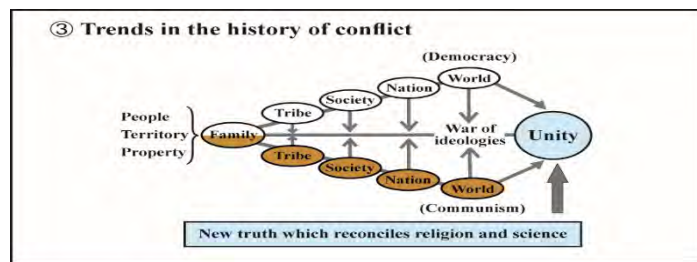 ③ Trends in the history of conflict
(Democracy)
World
Nation
Society
Tribe
People
Territory
Property
Family
War of
ideologies
Unity
Tribe
Society
Nation
World
(Communism)
New truth which reconciles religion and science